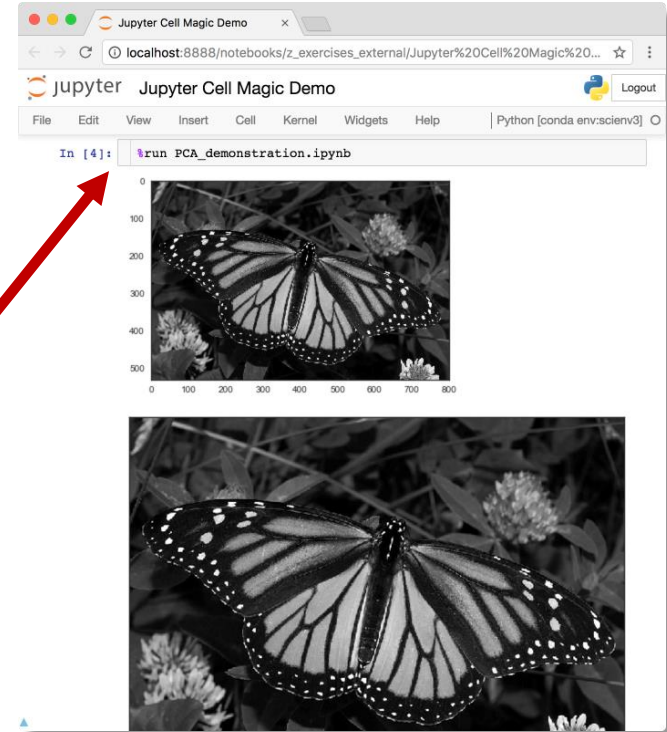 Jupyter Cell Magic Demo ×
localhost:8888/notebooks/z_exercises_external/Jupyter%20Cell%20Magic%20...
jupyter Jupyter Cell Magic Demo Logout
File Edit View Insert Cell Kernel Widgets Help Python [conda env:scienv3]
In [4]: %run PCA_demonstration.ipynb
0
100
200
300
400
500
0 100 200 300 400 500 600 700 800